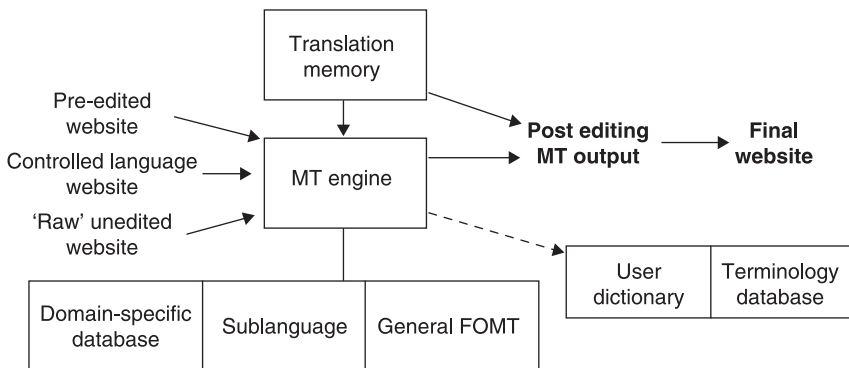 Translation
memory
Pre-edited
website
Controlled language
website
‘Raw’ unedited
website
MT engine
Post editing
MT output
Final
website
User
dictionary
Terminology
database
Domain-specific
database
Sublanguage
General FOMT